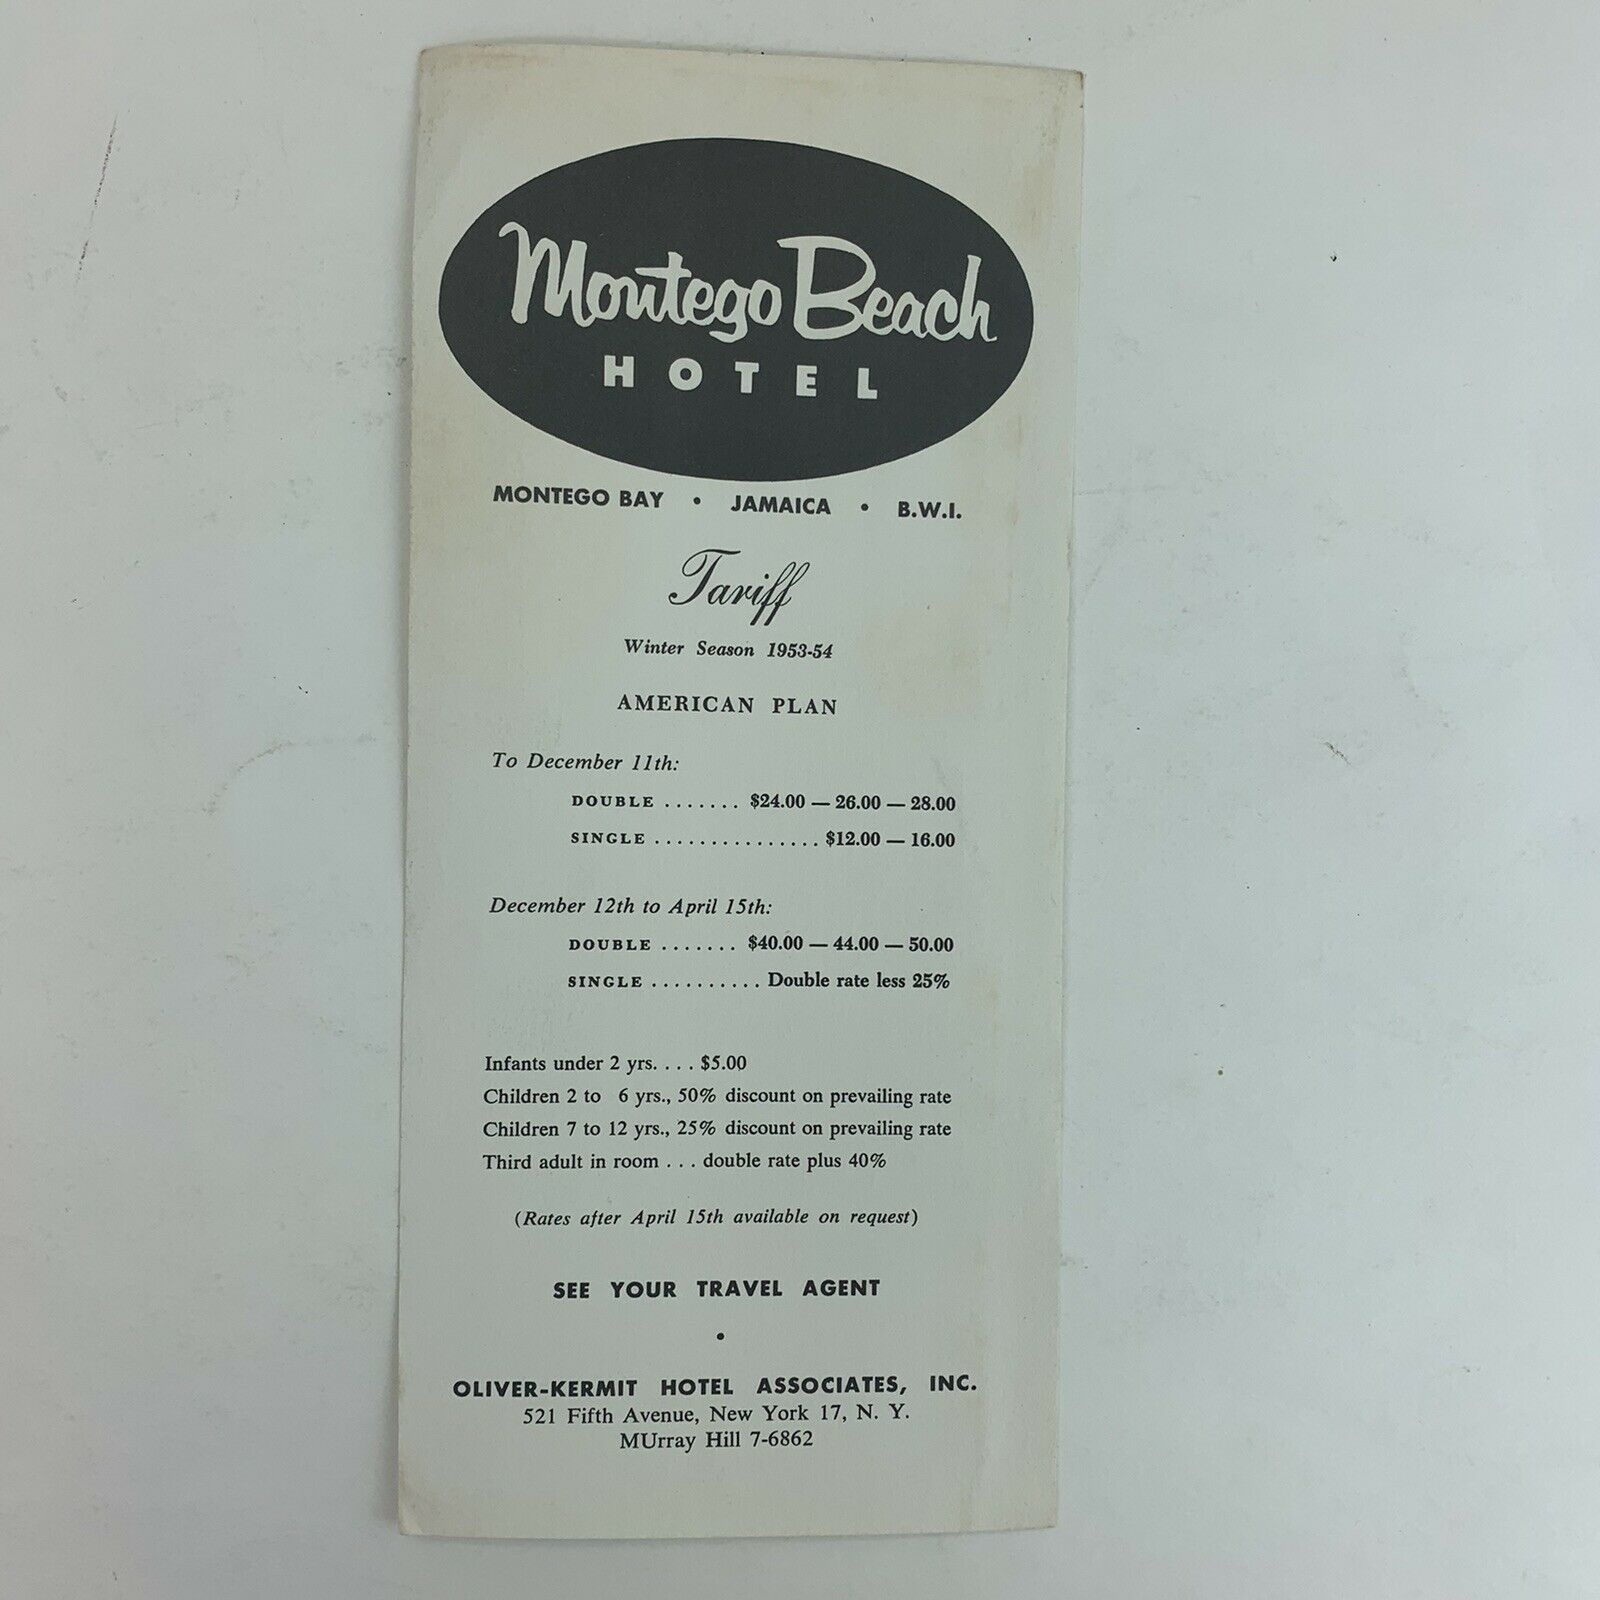 Montego Beach
HOTEL
MONTEGO BAY • JAMAICA • B.W.I.
Tariff
Winter Season 1953-54
AMERICAN PLAN
To December 11th:
DOUBLE ....... $24.00 — 26.00 — 28.00
SINGLE ............... $12.00 — 16.00
December 12th to April 15th:
DOUBLE ....... $40.00 — 44.00 — 50.00
SINGLE .......... Double rate less 25%
Infants under 2 yrs. . . . $5.00
Children 2 to 6 yrs., 50% discount on prevailing rate
Children 7 to 12 yrs., 25% discount on prevailing rate
Third adult in room . . . double rate plus 40%
(Rates after April 15th available on request)
SEE YOUR TRAVEL AGENT
•
OLIVER-KERMIT HOTEL ASSOCIATES, INC.
521 Fifth Avenue, New York 17, N. Y.
MUrray Hill 7-6862